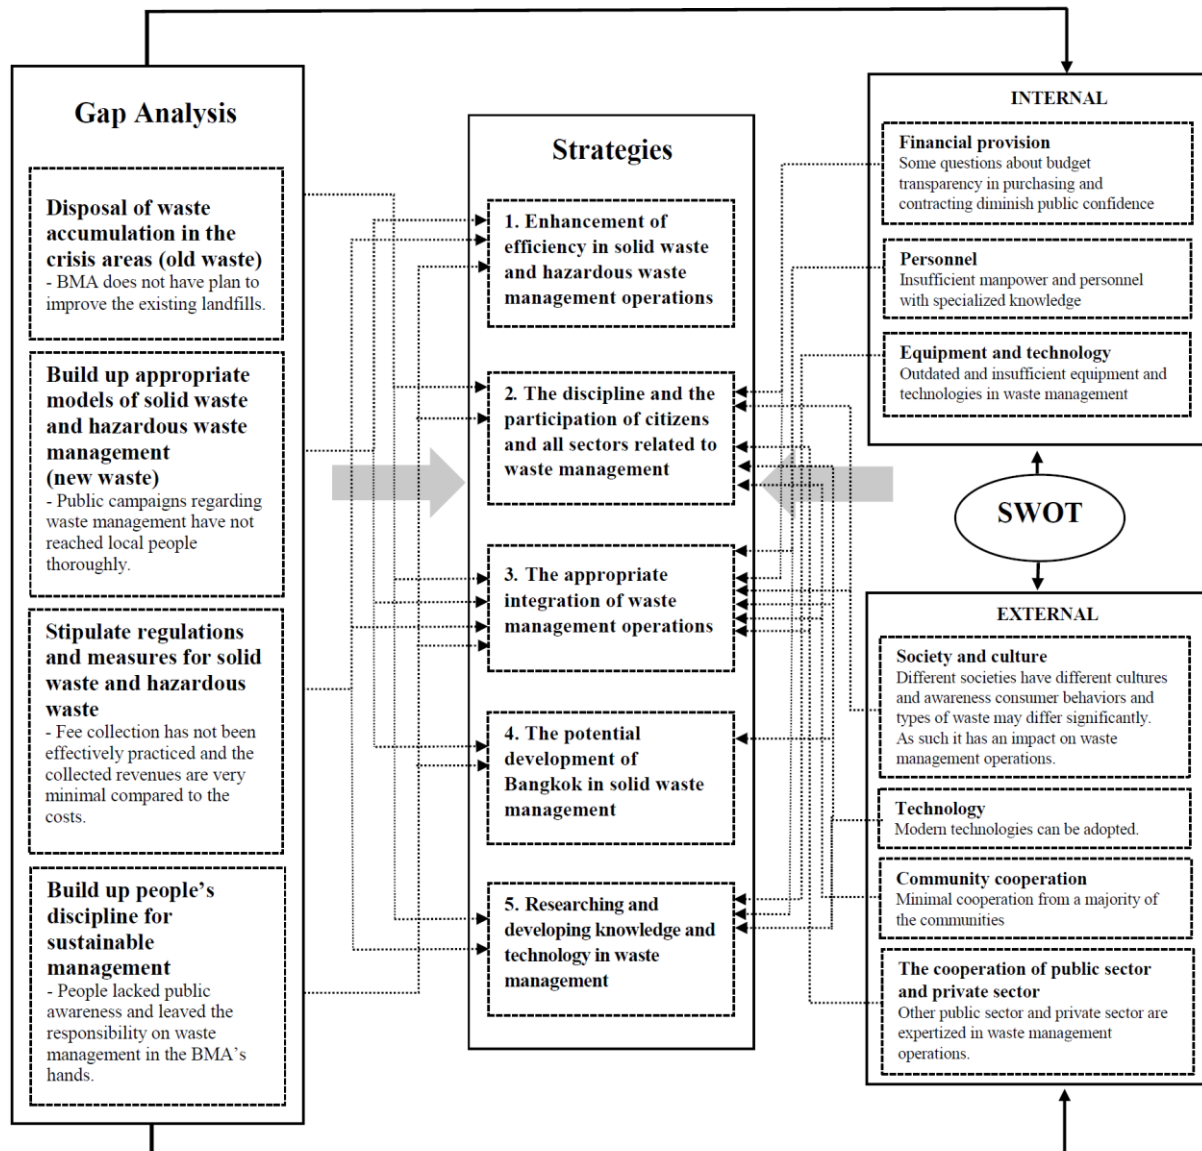 Gap Analysis
Disposal of waste
accumulation in the
crisis areas (old waste)
- BMA does not have plan to
improve the existing landfills.
Build up appropriate
models of solid waste
and hazardous waste
management
(new waste)
- Public campaigns regarding
waste management have not
reached local people
thoroughly.
Stipulate regulations
and measures for solid
waste and hazardous
waste
- Fee collection has not been
effectively practiced and the
collected revenues are very
minimal compared to the
costs.
Build up people’s
discipline for
sustainable
management
- People lacked public
awareness and leaved the
responsibility on waste
management in the BMA’s
hands.
Strategies
1. Enhancement of
efficiency in solid waste
and hazardous waste
management operations
2. The discipline and the
participation of citizens
and all sectors related to
waste management
3. The appropriate
integration of waste
management operations
4. The potential
development of
Bangkok in solid waste
management
5. Researching and
developing knowledge and
technology in waste
management
INTERNAL
Financial provision
Some questions about budget
transparency in purchasing and
contracting diminish public confidence
Personnel
Insufficient manpower and personnel
with specialized knowledge
Equipment and technology
Outdated and insufficient equipment and
technologies in waste management
SWOT
EXTERNAL
Society and culture
Different societies have different cultures
and awareness consumer behaviors and
types of waste may differ significantly.
As such it has an impact on waste
management operations.
Technology
Modern technologies can be adopted.
Community cooperation
Minimal cooperation from a majority of
the communities
The cooperation of public sector
and private sector
Other public sector and private sector are
expertized in waste management
operations.